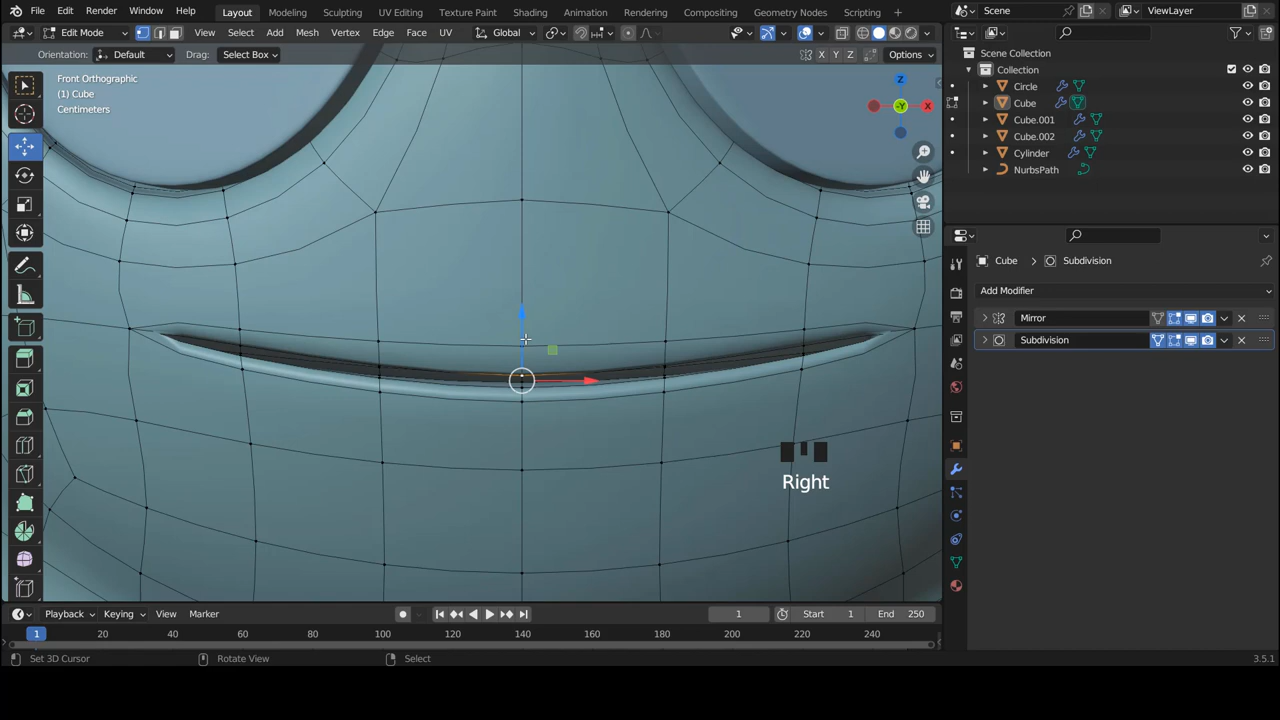 File Edit Render Window Help Layout Modeling Sculpting UV Editing Texture Paint Shading Animation Rendering Compositing Geometry Nodes Scripting + Scene ViewLayer
Edit Mode View Select Add Mesh Vertex Edge Face UV Global
Orientation: Default Drag: Select Box X Y Z Options
Scene Collection
Collection
Circle
Cube
Cube.001
Cube.002
Cylinder
NurbsPath
Front Orthographic
(1) Cube
Centimeters
Z
-Y
X
Cube > Subdivision
Add Modifier
Mirror
Subdivision
Right
Playback Keying View Marker 1 Start 1 End 250
1 20 40 60 80 100 120 140 160 180 200 220 240
Set 3D Cursor Rotate View Select 3.5.1